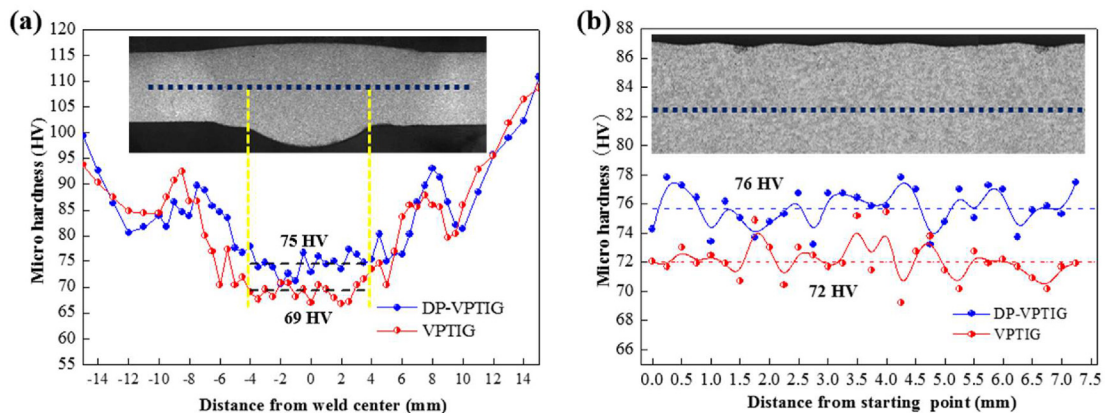 (a)
120
115
110
105
100
95
90
85
80
75
70
65
60
55
Micro hardness (HV)
75 HV
69 HV
DP-VPTIG
VPTIG
-14 -12 -10 -8 -6 -4 -2 0 2 4 6 8 10 12 14
Distance from weld center (mm)
(b)
88
86
84
82
80
78
76
74
72
70
68
66
64
Micro hardness (HV)
76 HV
72 HV
DP-VPTIG
VPTIG
0.0 0.5 1.0 1.5 2.0 2.5 3.0 3.5 4.0 4.5 5.0 5.5 6.0 6.5 7.0 7.5
Distance from starting point (mm)